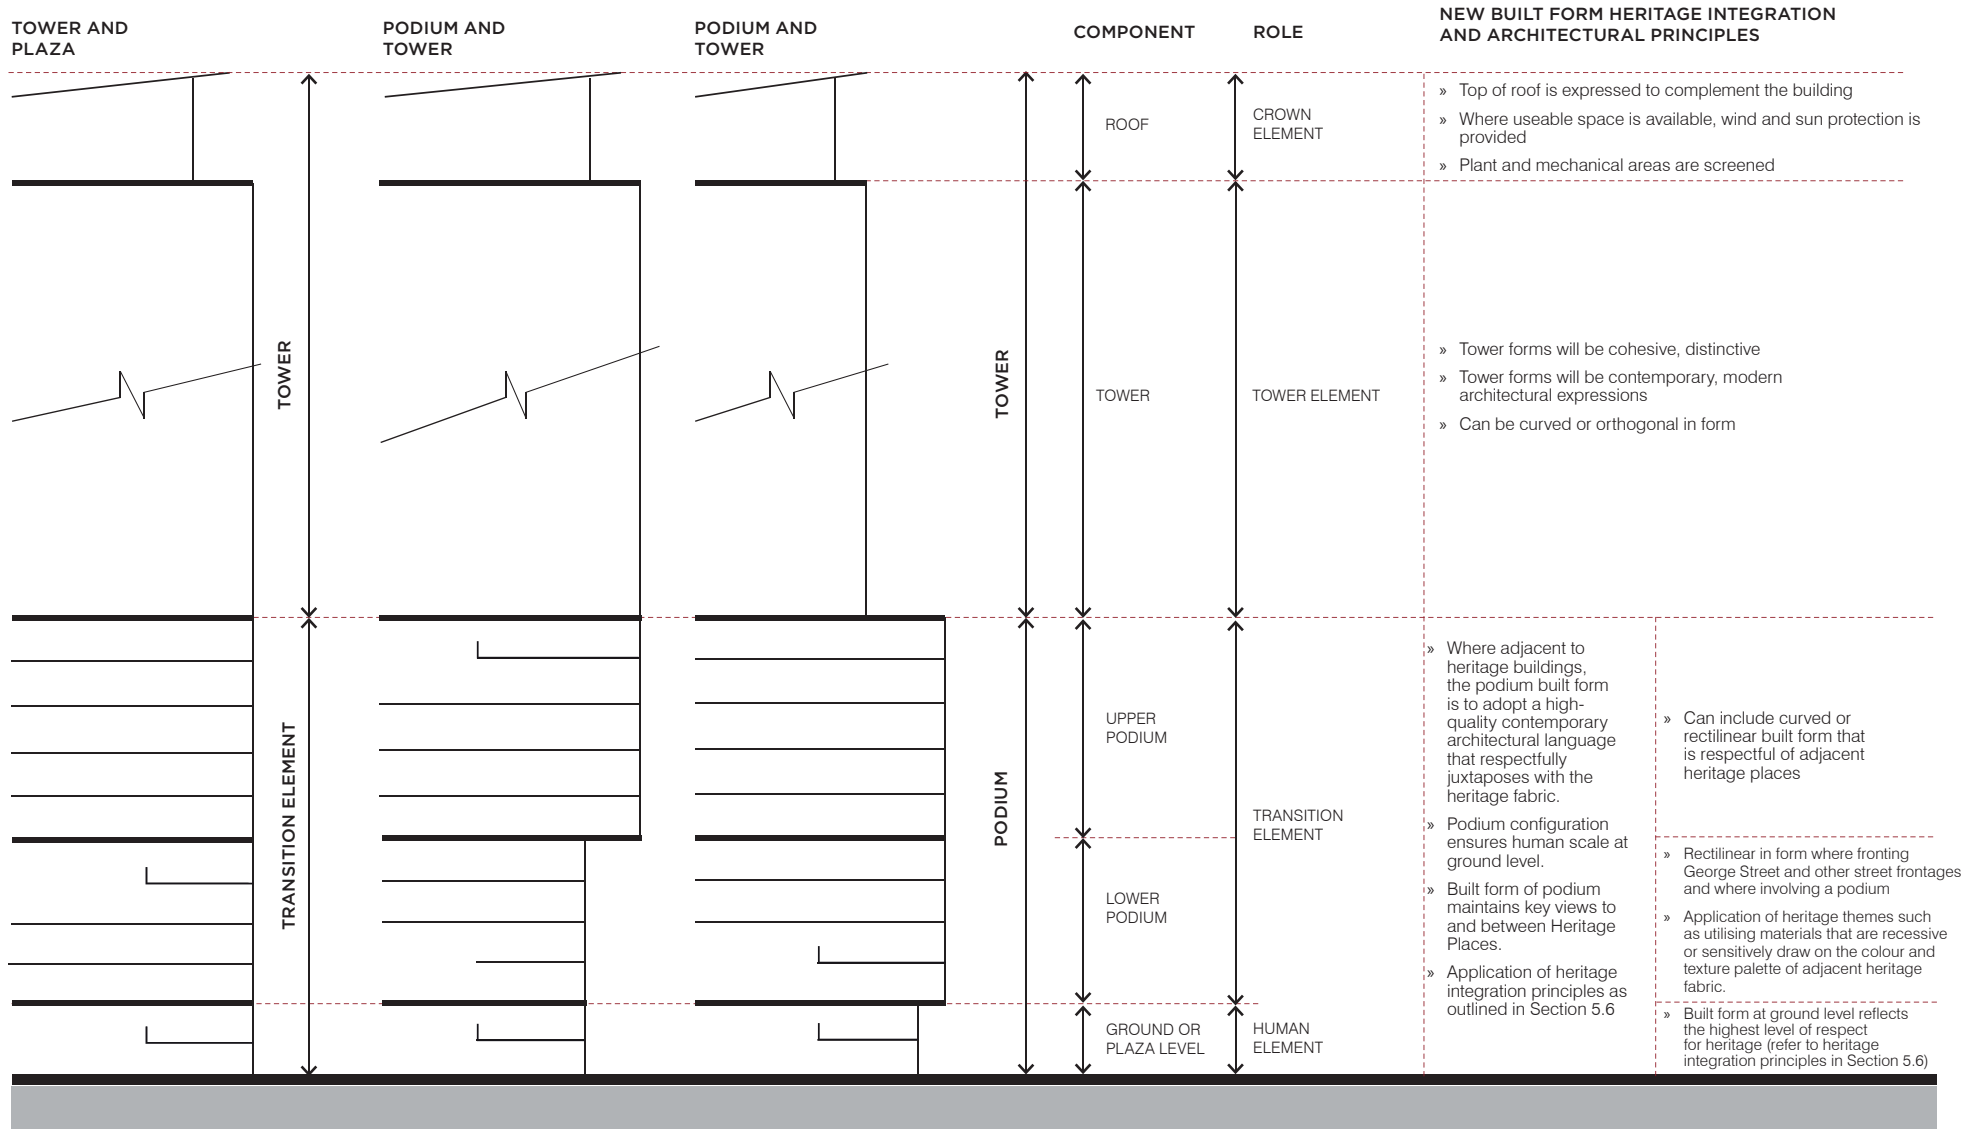 TOWER AND
PLAZA
PODIUM AND
TOWER
PODIUM AND
TOWER
COMPONENT
ROLE
NEW BUILT FORM HERITAGE INTEGRATION
AND ARCHITECTURAL PRINCIPLES
ROOF
CROWN
ELEMENT
» Top of roof is expressed to complement the building
» Where useable space is available, wind and sun protection is
provided
» Plant and mechanical areas are screened
TOWER
TOWER
TOWER
TOWER ELEMENT
» Tower forms will be cohesive, distinctive
» Tower forms will be contemporary, modern
architectural expressions
» Can be curved or orthogonal in form
TRANSITION ELEMENT
PODIUM
UPPER
PODIUM
LOWER
PODIUM
TRANSITION
ELEMENT
GROUND OR
PLAZA LEVEL
HUMAN
ELEMENT
» Where adjacent to
heritage buildings,
the podium built form
is to adopt a high-
quality contemporary
architectural language
that respectfully
juxtaposes with the
heritage fabric.
» Podium configuration
ensures human scale at
ground level.
» Built form of podium
maintains key views to
and between Heritage
Places.
» Application of heritage
integration principles as
outlined in Section 5.6
» Can include curved or
rectilinear built form that
is respectful of adjacent
heritage places
» Rectilinear in form where fronting
George Street and other street frontages
and where involving a podium
» Application of heritage themes such
as utilising materials that are recessive
or sensitively draw on the colour and
texture palette of adjacent heritage
fabric.
» Built form at ground level reflects
the highest level of respect
for heritage (refer to heritage
integration principles in Section 5.6)